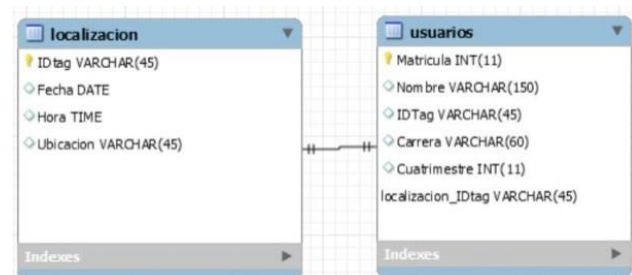 localizacion
IDtag VARCHAR(45)
Fecha DATE
Hora TIME
Ubicacion VARCHAR(45)
Indexes
usuarios
Matricula INT(11)
Nombre VARCHAR(150)
IDTag VARCHAR(45)
Carrera VARCHAR(60)
Cuatrimestre INT(11)
localizacion_IDtag VARCHAR(45)
Indexes